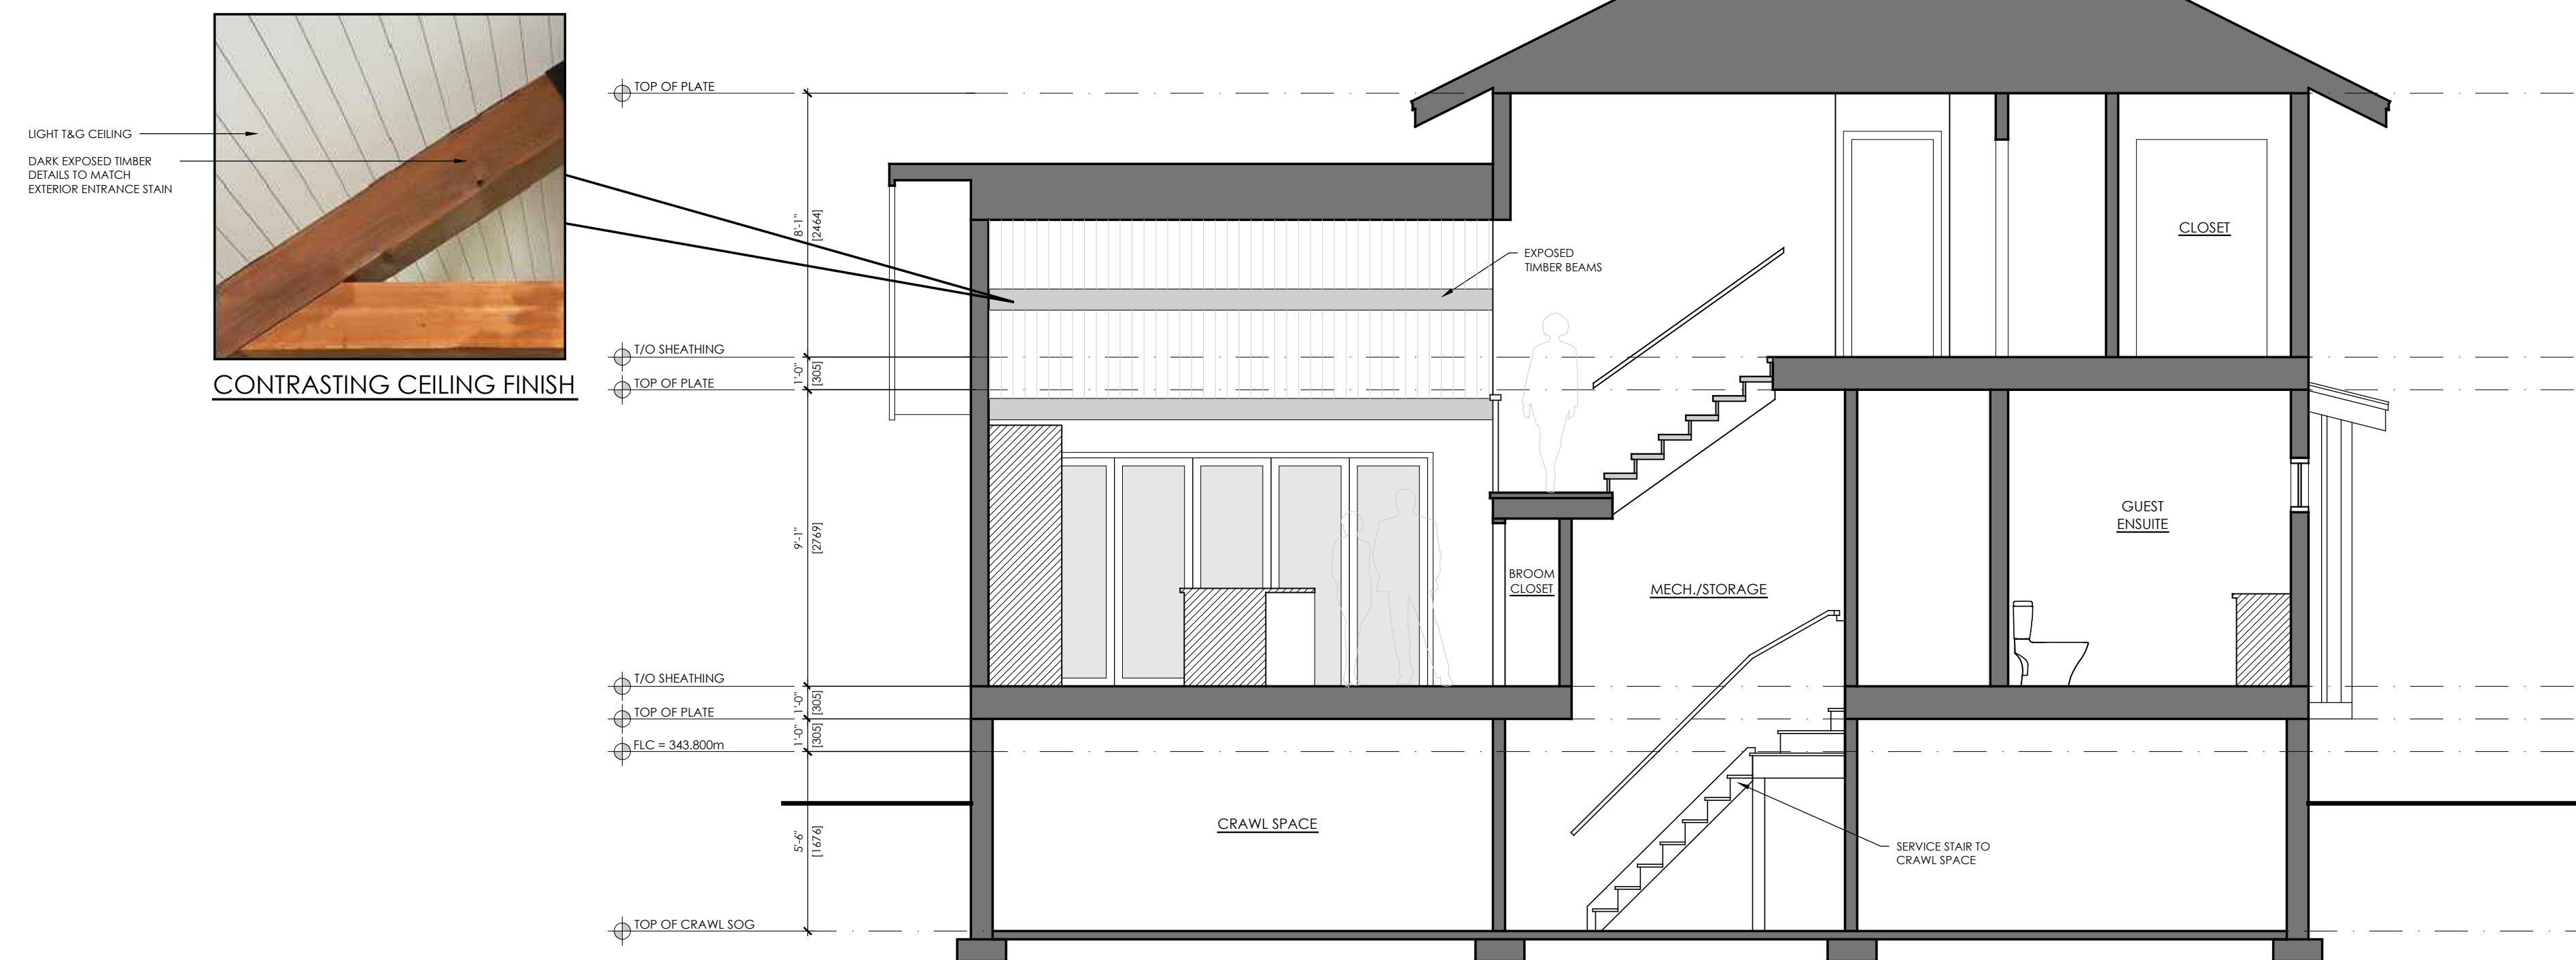 TOP OF PLATE
LIGHT T&G CEILING
DARK EXPOSED TIMBER
DETAILS TO MATCH
EXTERIOR ENTRANCE STAIN
8'-1"
[2464]
CLOSET
EXPOSED
TIMBER BEAMS
T/O SHEATHING
1'-0"
[305]
TOP OF PLATE
CONTRASTING CEILING FINISH
9'-1"
[2769]
GUEST
ENSUITE
BROOM
CLOSET
MECH./STORAGE
T/O SHEATHING
1'-0"
[305]
TOP OF PLATE
1'-0"
[305]
FLC = 343.800m
CRAWL SPACE
5'-6"
[1676]
SERVICE STAIR TO
CRAWL SPACE
TOP OF CRAWL SOG